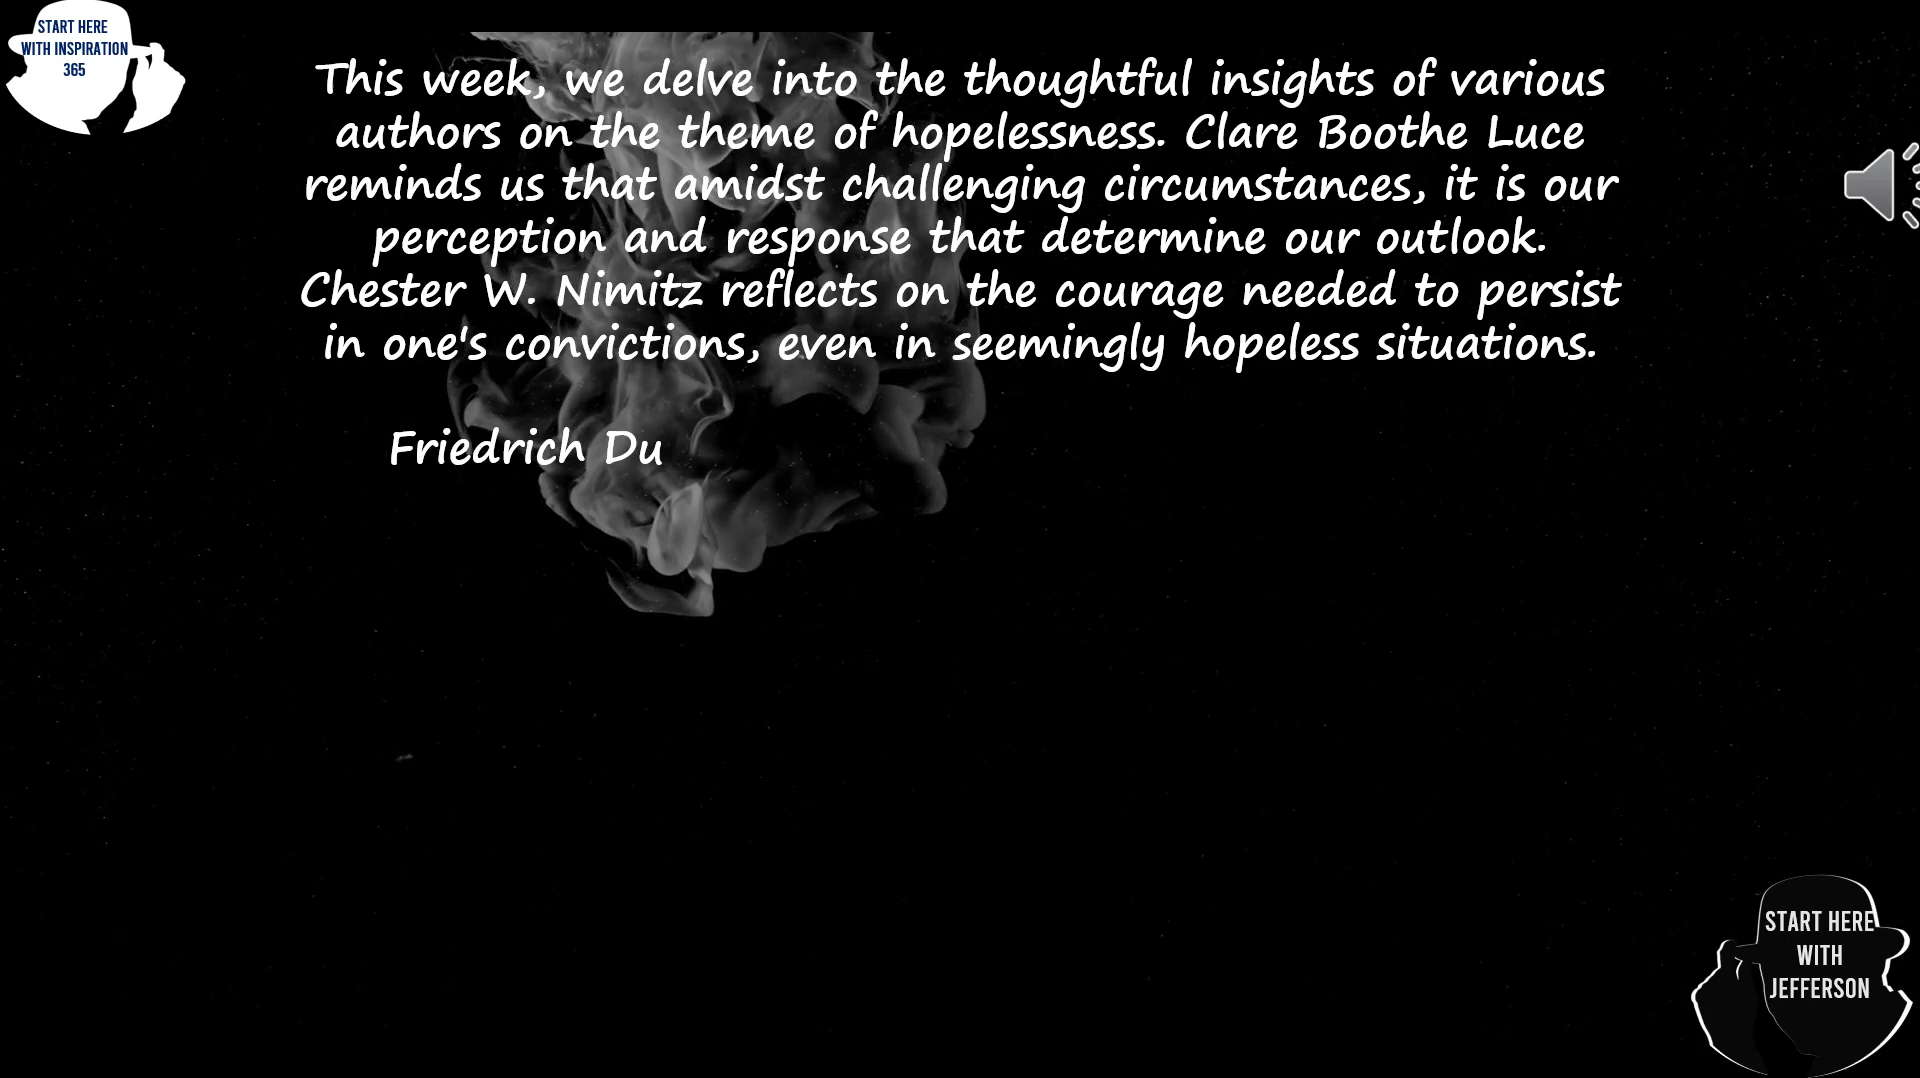 START HERE
WITH INSPIRATION
365
This week, we delve into the thoughtful insights of various
authors on the theme of hopelessness. Clare Boothe Luce
reminds us that amidst challenging circumstances, it is our
perception and response that determine our outlook.
Chester W. Nimitz reflects on the courage needed to persist
in one's convictions, even in seemingly hopeless situations.
Friedrich Du
START HERE
WITH
JEFFERSON